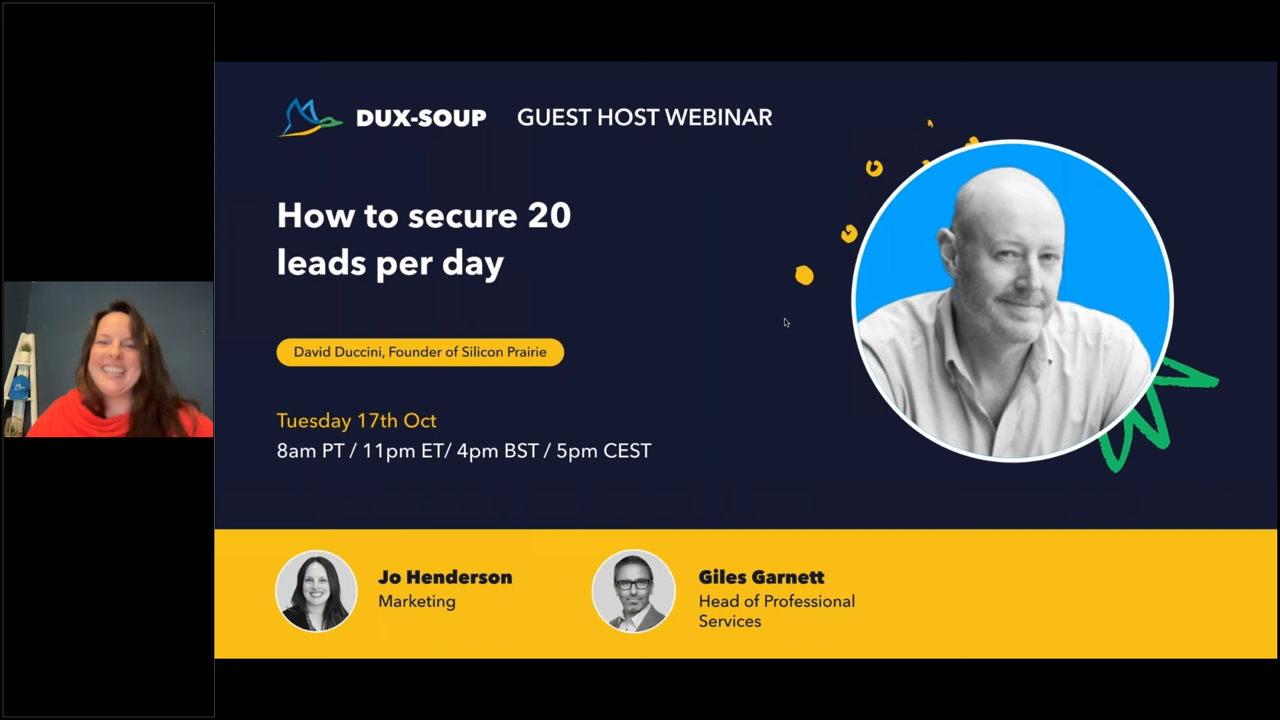 DUX-SOUP GUEST HOST WEBINAR
How to secure 20
leads per day
David Duccini, Founder of Silicon Prairie
Tuesday 17th Oct
8am PT / 11pm ET/ 4pm BST / 5pm CEST
Jo Henderson
Marketing
Giles Garnett
Head of Professional
Services